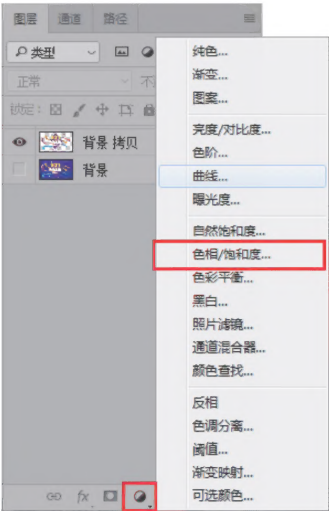 图层 通道 路径
类型
正常 不
锁定：
背景 拷贝
背景
fx
纯色...
渐变...
图案...
亮度/对比度...
色阶...
曲线...
曝光度...
自然饱和度...
色相/饱和度...
色彩平衡...
黑白...
照片滤镜...
通道混合器...
颜色查找...
反相
色调分离...
阈值...
渐变映射...
可选颜色...